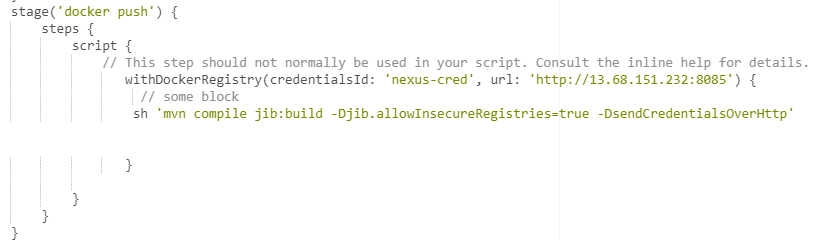 stage('docker push') {
steps {
script {
// This step should not normally be used in your script. Consult the inline help for details.
withDockerRegistry(credentialsId: 'nexus-cred', url: 'http://13.68.151.232:8085') {
// some block
sh 'mvn compile jib:build -Djib.allowInsecureRegistries=true -DsendCredentialsOverHttp'
}
}
}
}